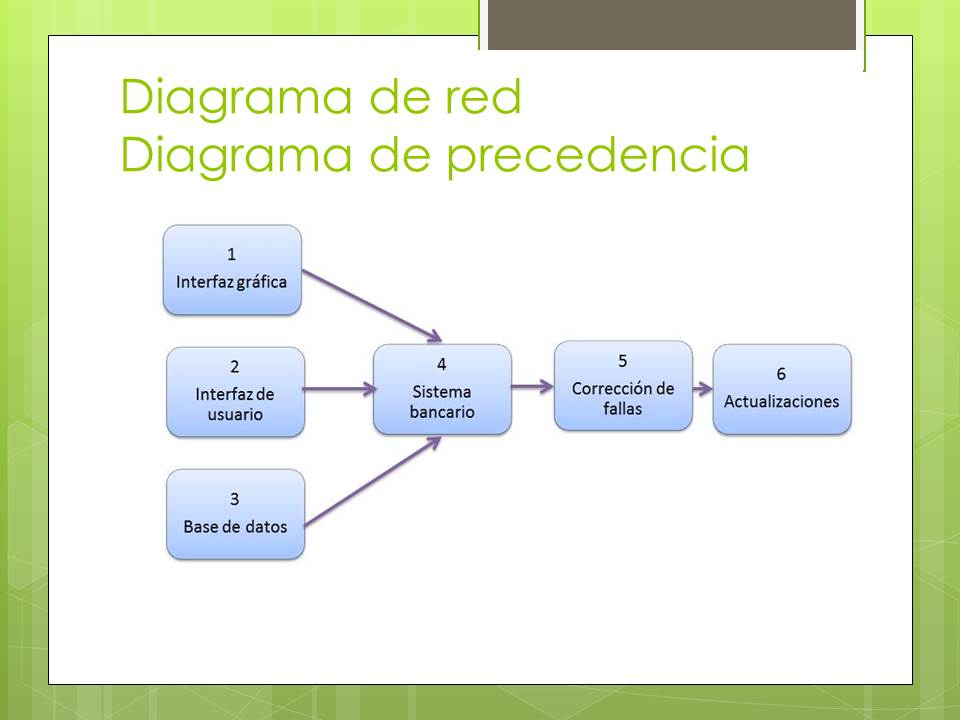 Diagrama de red
Diagrama de precedencia
1
Interfaz gráfica
2
Interfaz de
usuario
3
Base de datos
4
Sistema
bancario
5
Corrección de
fallas
6
Actualizaciones